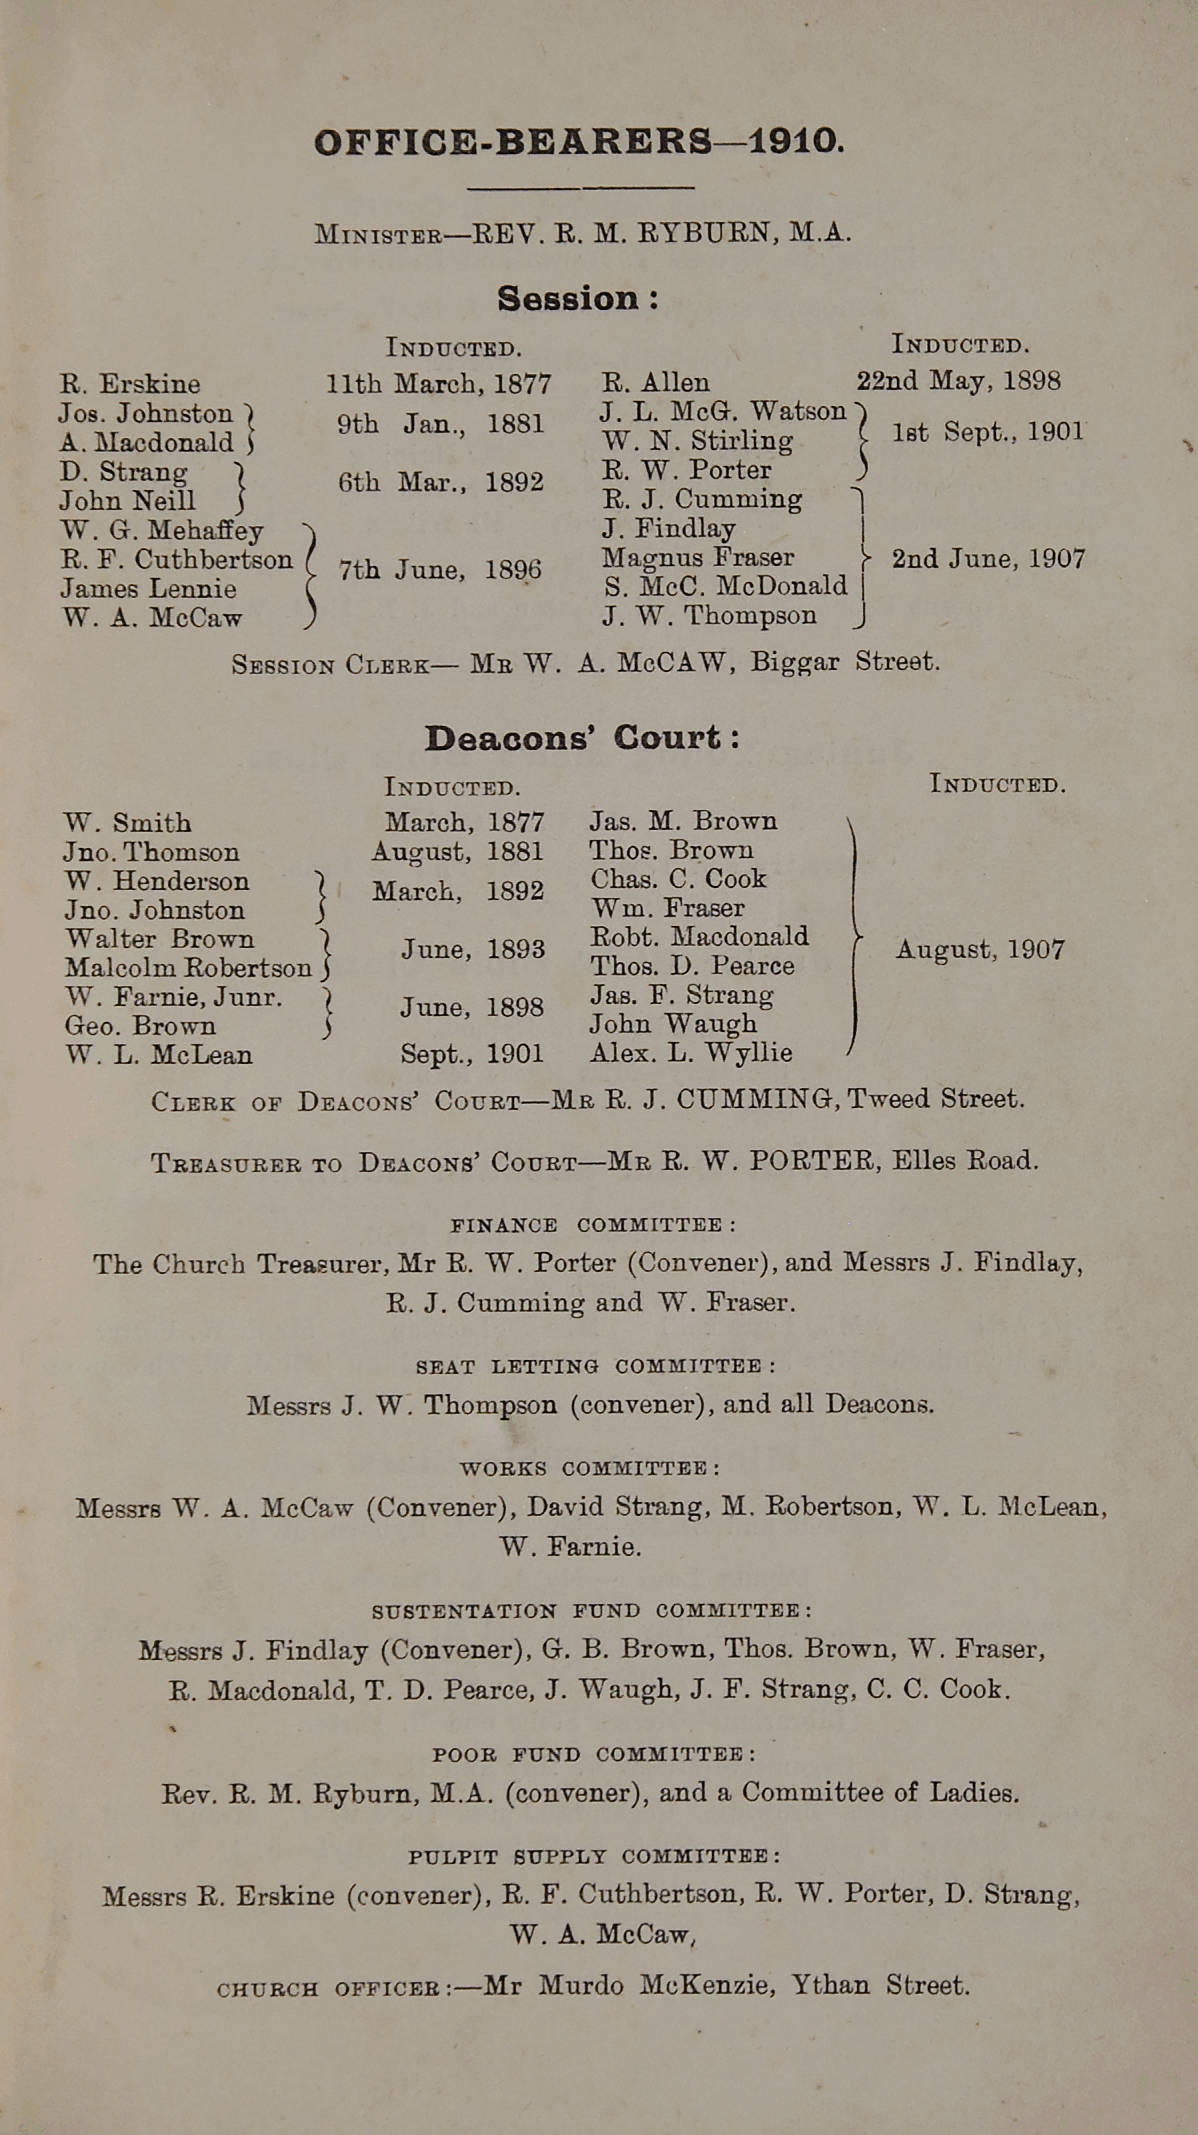 OFFICE-BEARERS—1910.
MINISTER—REV. R. M. RYBURN, M.A.
Session :
INDUCTED.
R. Erskine 11th March, 1877
Jos. Johnston
A. Macdonald
9th Jan., 1881
D. Strang
John Neill
6th Mar., 1892
W. G. Mehaffey
R. F. Cuthbertson
James Lennie
W. A. McCaw
7th June, 1896
INDUCTED.
R. Allen 22nd May, 1898
J. L. McG. Watson
W. N. Stirling
R. W. Porter
1st Sept., 1901
R. J. Cumming
J. Findlay
Magnus Fraser
S. McC. McDonald
J. W. Thompson
2nd June, 1907
SESSION CLERK— MR W. A. McCAW, Biggar Street.
Deacons' Court :
INDUCTED.
W. Smith March, 1877
Jno. Thomson August, 1881
W. Henderson
Jno. Johnston
March, 1892
Walter Brown
Malcolm Robertson
June, 1893
W. Farnie, Junr.
Geo. Brown
June, 1898
W. L. McLean Sept., 1901
INDUCTED.
Jas. M. Brown
Thos. Brown
Chas. C. Cook
Wm. Fraser
Robt. Macdonald
Thos. D. Pearce
Jas. F. Strang
John Waugh
Alex. L. Wyllie
August, 1907
CLERK OF DEACONS' COURT—MR R. J. CUMMING, Tweed Street.
TREASURER TO DEACONS' COURT—MR R. W. PORTER, Elles Road.
FINANCE COMMITTEE :
The Church Treasurer, Mr R. W. Porter (Convener), and Messrs J. Findlay,
R. J. Cumming and W. Fraser.
SEAT LETTING COMMITTEE :
Messrs J. W. Thompson (convener), and all Deacons.
WORKS COMMITTEE :
Messrs W. A. McCaw (Convener), David Strang, M. Robertson, W. L. McLean,
W. Farnie.
SUSTENTATION FUND COMMITTEE :
Messrs J. Findlay (Convener), G. B. Brown, Thos. Brown, W. Fraser,
R. Macdonald, T. D. Pearce, J. Waugh, J. F. Strang, C. C. Cook.
POOR FUND COMMITTEE :
Rev. R. M. Ryburn, M.A. (convener), and a Committee of Ladies.
PULPIT SUPPLY COMMITTEE :
Messrs R. Erskine (convener), R. F. Cuthbertson, R. W. Porter, D. Strang,
W. A. McCaw,
CHURCH OFFICER :—Mr Murdo McKenzie, Ythan Street.